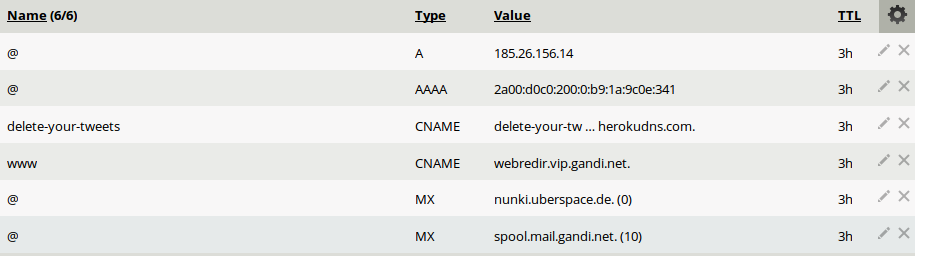 Name (6/6) Type Value TTL
@ A 185.26.156.14 3h
@ AAAA 2a00:d0c0:200:0:b9:1a:9c0e:341 3h
delete-your-tweets CNAME delete-your-tw ... herokudns.com. 3h
www CNAME webredir.vip.gandi.net. 3h
@ MX nunki.uberspace.de. (0) 3h
@ MX spool.mail.gandi.net. (10) 3h